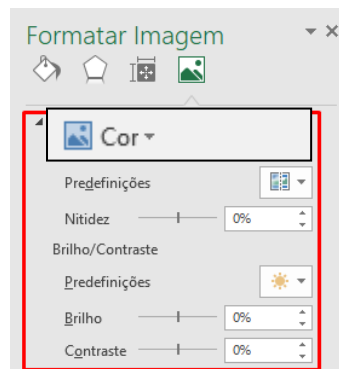 Formatar Imagem
Cor
Predefinições
Nitidez 0%
Brilho/Contraste
Predefinições
Brilho 0%
Contraste 0%